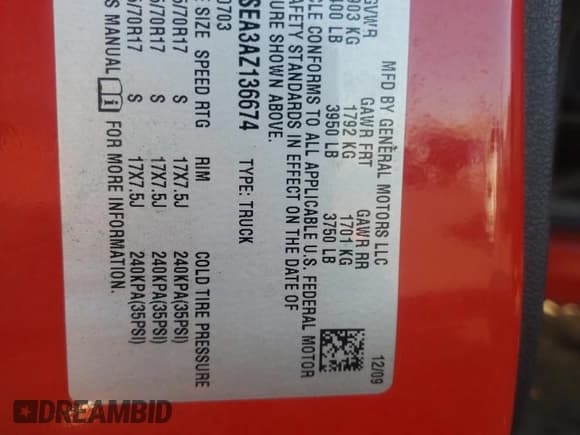 MFD BY GENERAL MOTORS LLC
12/09
GVWR GAWR FRT GAWR RR
903 KG 1792 KG 1701 KG
400 LB 3950 LB 3750 LB
CLE CONFORMS TO ALL APPLICABLE U.S. FEDERAL MOTOR
AFETY STANDARDS IN EFFECT ON THE DATE OF
URE SHOWN ABOVE.
SEA3AZ136674 TYPE: TRUCK
0703
E SIZE SPEED RTG RIM COLD TIRE PRESSURE
/70R17 S 17X7.5J 240KPA(35PSI)
5/70R17 S 17X7.5J 240KPA(35PSI)
5/70R17 S 17X7.5J 240KPA(35PSI)
S MANUAL i FOR MORE INFORMATION.
DREAMBID